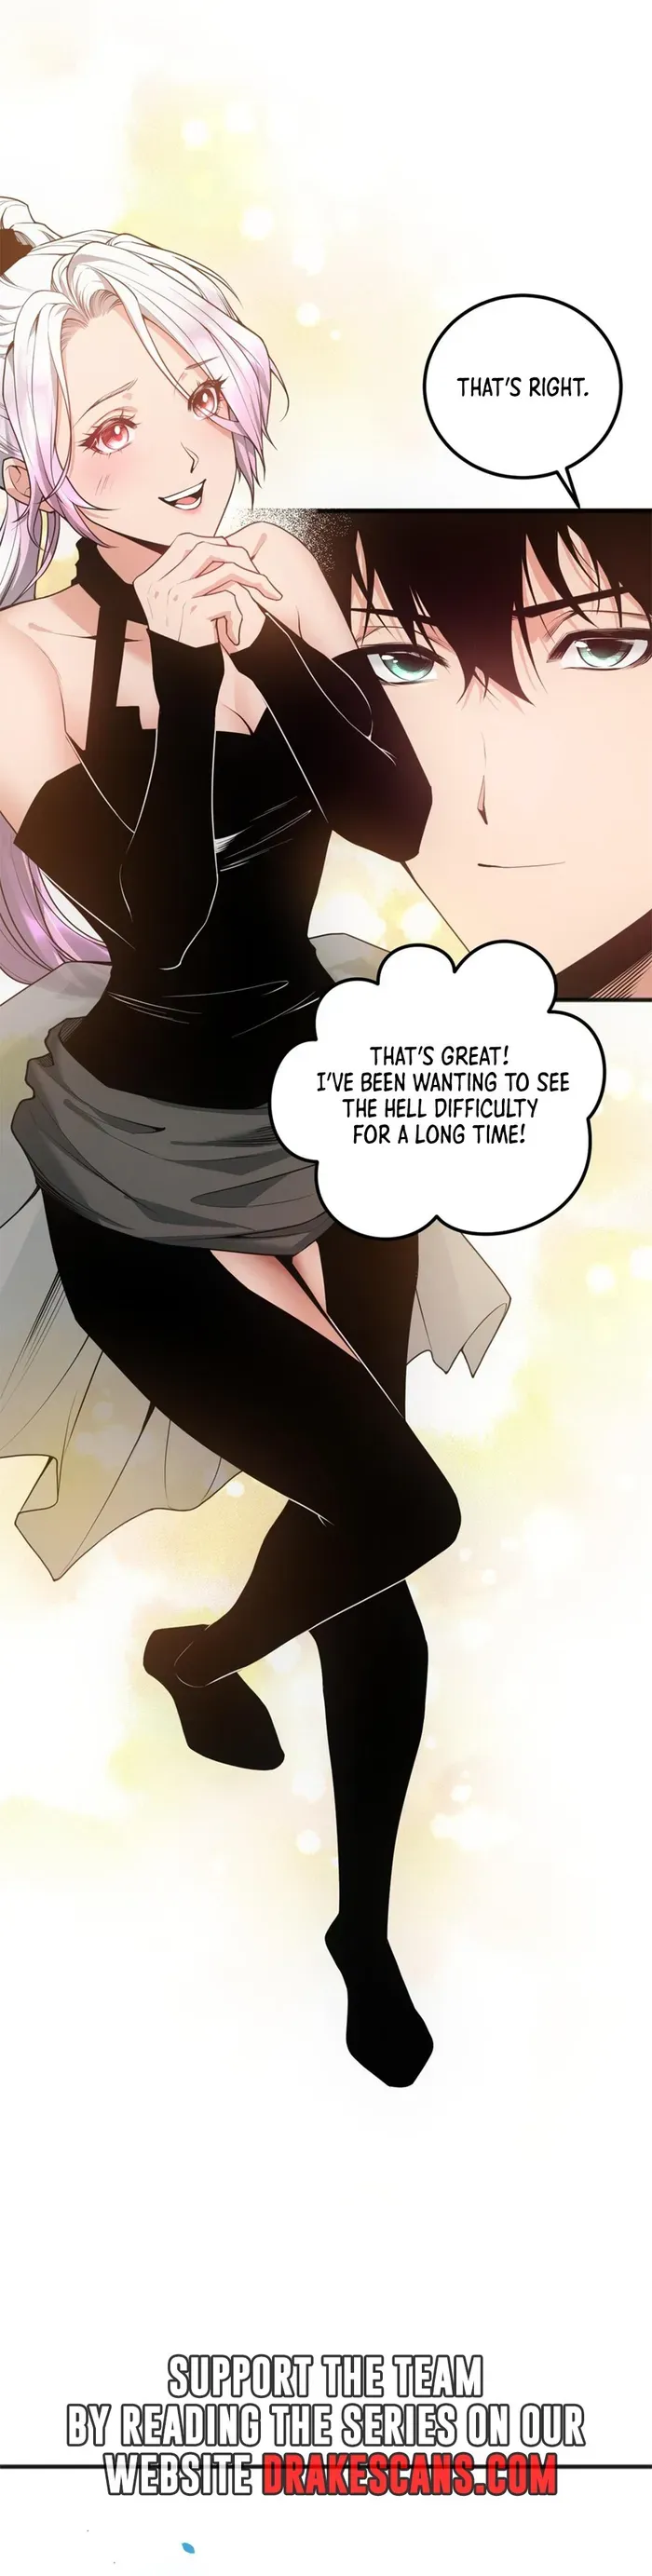 THAT'S RIGHT.
THAT'S GREAT!
I'VE BEEN WANTING TO SEE
THE HELL DIFFICULTY
FOR A LONG TIME!
SUPPORT THE TEAM
BY READING THE SERIES ON OUR
WEBSITE DRAKESCANS.COM